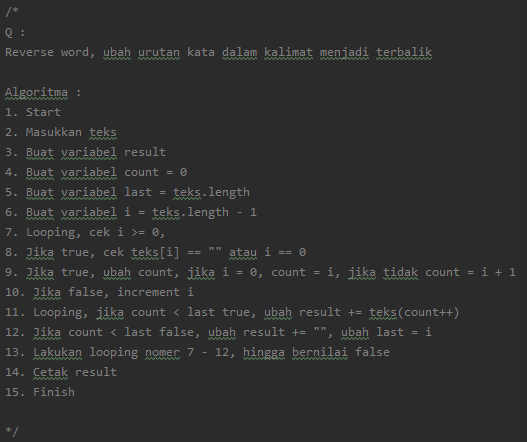 /*
Q :
Reverse word, ubah urutan kata dalam kalimat menjadi terbalik
Algoritma :
1. Start
2. Masukkan teks
3. Buat variabel result
4. Buat variabel count = 0
5. Buat variabel last = teks.length
6. Buat variabel i = teks.length - 1
7. Looping, cek i >= 0,
8. Jika true, cek teks[i] == "" atau i == 0
9. Jika true, ubah count, jika i = 0, count = i, jika tidak count = i + 1
10. Jika false, increment i
11. Looping, jika count < last true, ubah result += teks(count++)
12. Jika count < last false, ubah result += "", ubah last = i
13. Lakukan looping nomer 7 - 12, hingga bernilai false
14. Cetak result
15. Finish
*/